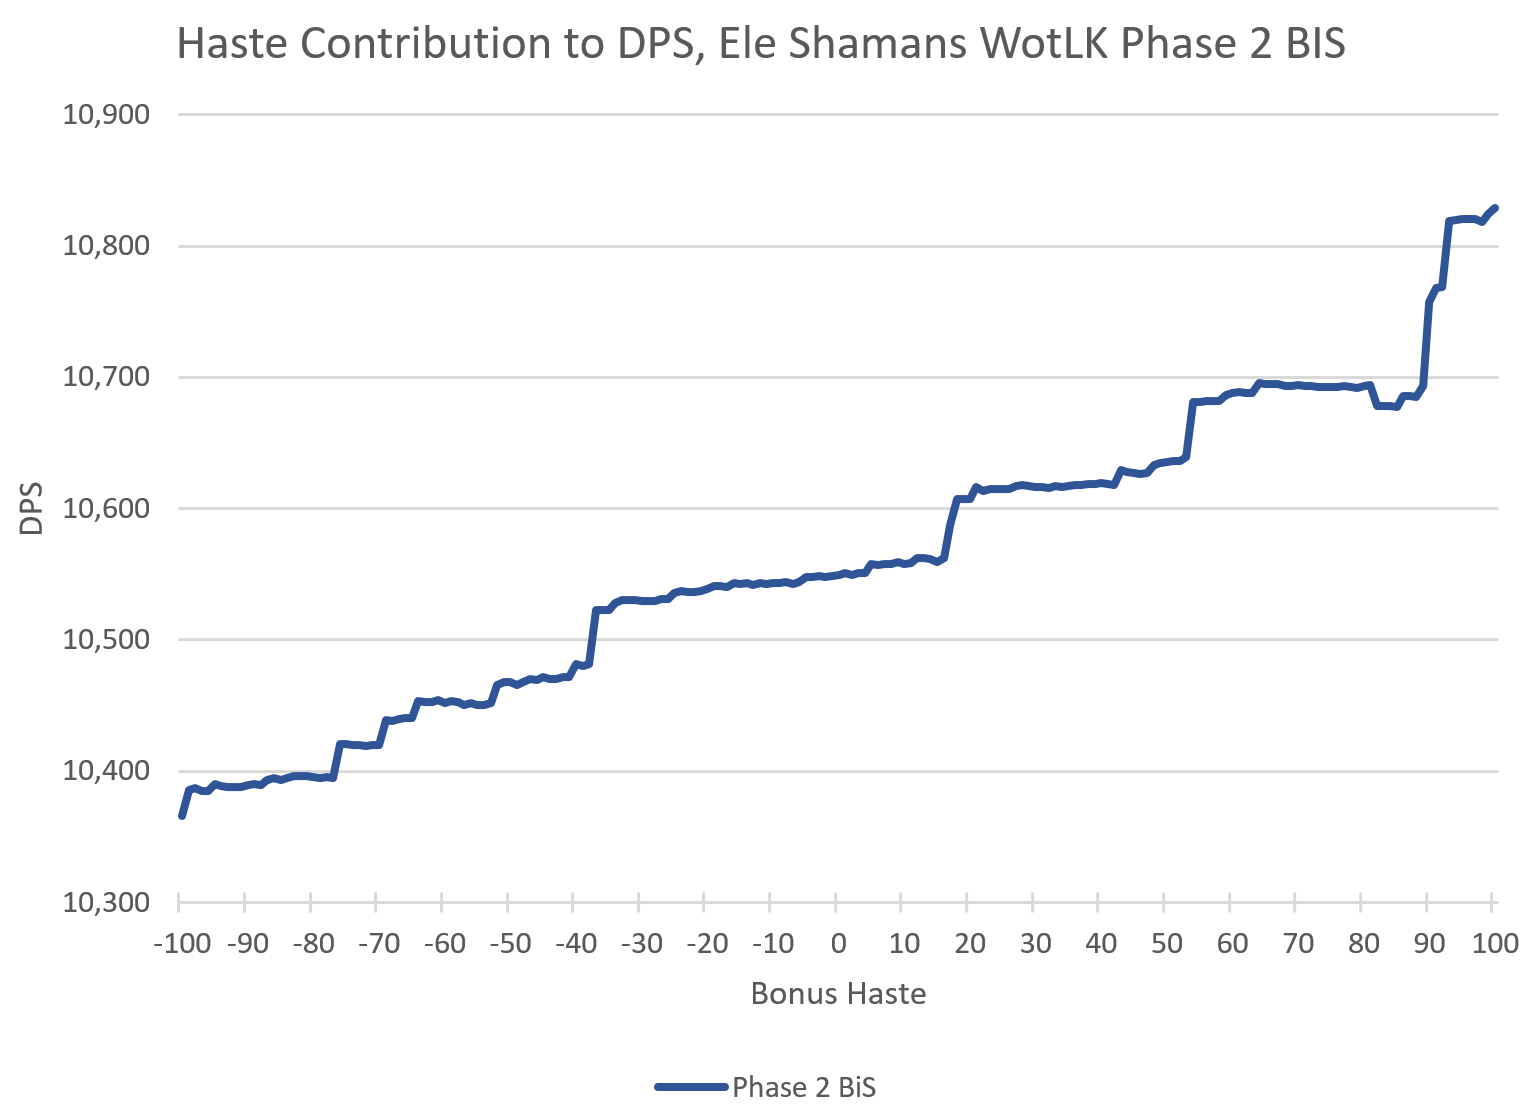 Haste Contribution to DPS, Ele Shamans WotLK Phase 2 BIS
10,900
10,800
10,700
10,600
10,500
10,400
10,300
DPS
-100 -90 -80 -70 -60 -50 -40 -30 -20 -10 0 10 20 30 40 50 60 70 80 90 100
Bonus Haste
Phase 2 BiS